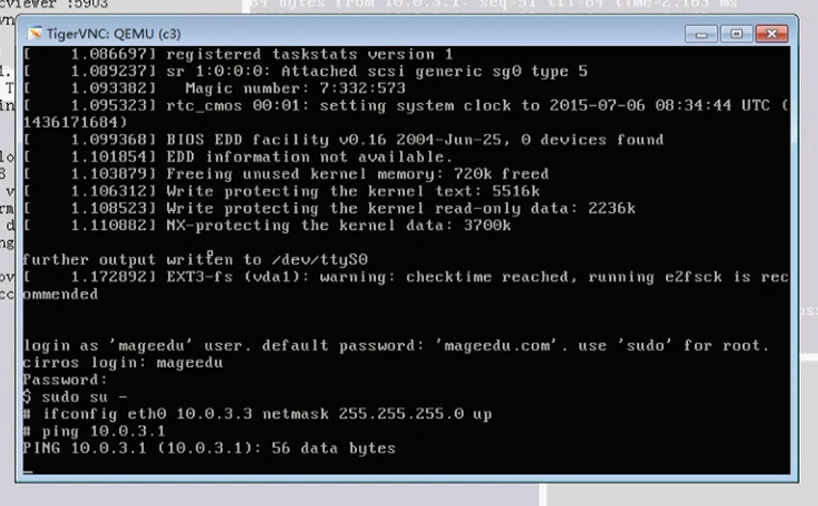 ewer :5903
64 bytes from 10.0.3.1: seq=51 ttl=64 time=2.163 ms
TigerVNC: QEMU (c3)
[    1.086697] registered taskstats version 1
[    1.089237] sr 1:0:0:0: Attached scsi generic sg0 type 5
[    1.093382]   Magic number: 7:332:573
[    1.095323] rtc_cmos 00:01: setting system clock to 2015-07-06 08:34:44 UTC (
1436171684)
[    1.099368] BIOS EDD facility v0.16 2004-Jun-25, 0 devices found
[    1.101854] EDD information not available.
[    1.103879] Freeing unused kernel memory: 720k freed
[    1.106312] Write protecting the kernel text: 5516k
[    1.108523] Write protecting the kernel read-only data: 2236k
[    1.110882] NX-protecting the kernel data: 3700k
further output written to /dev/ttyS0
[    1.172892] EXT3-fs (vda1): warning: checktime reached, running e2fsck is rec
ommended
login as 'mageedu' user. default password: 'mageedu.com'. use 'sudo' for root.
cirros login: mageedu
Password:
$ sudo su -
# ifconfig eth0 10.0.3.3 netmask 255.255.255.0 up
# ping 10.0.3.1
PING 10.0.3.1 (10.0.3.1): 56 data bytes